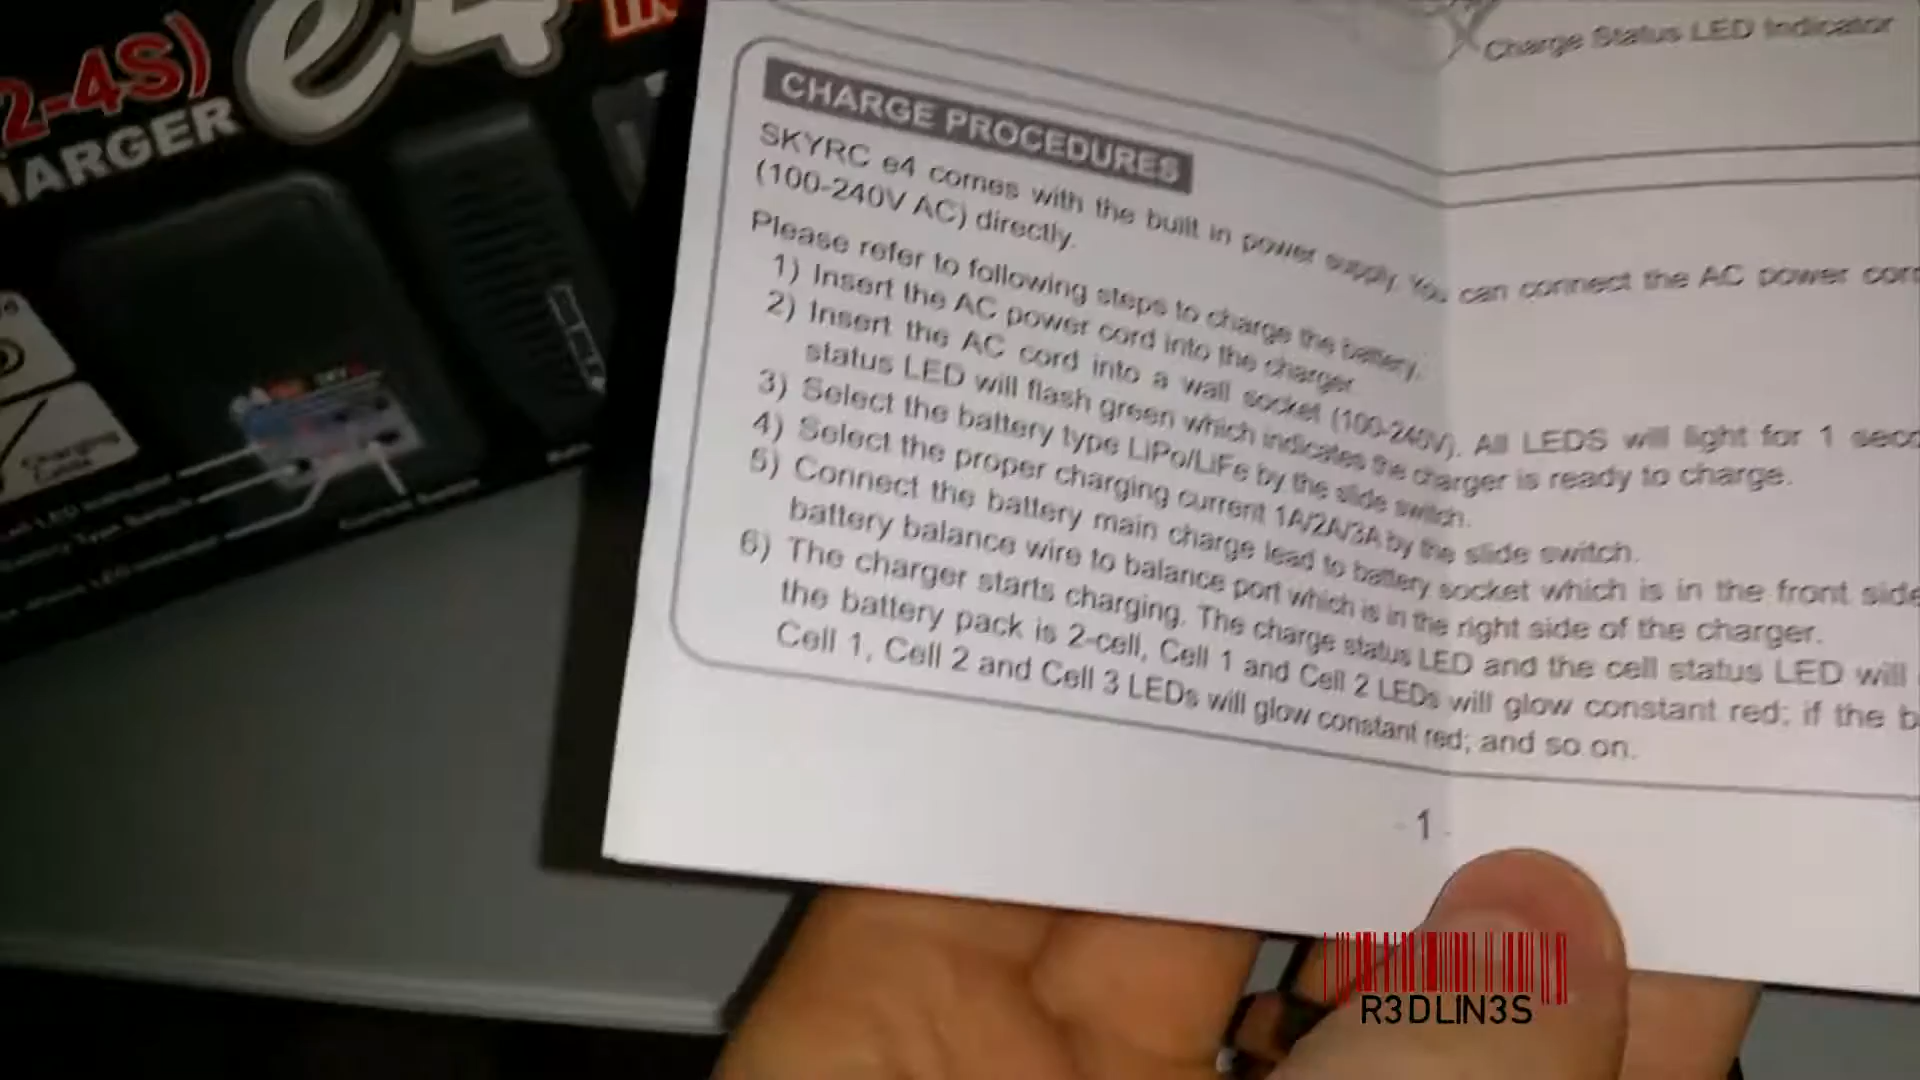 2-4S)
e4
HARGER
Charging
Charge Status LED Indicator
CHARGE PROCEDURES
SKYRC e4 comes with the built in power supply. You can connect the AC power cord
(100-240V AC) directly.
Please refer to following steps to charge the battery.
1) Insert the AC power cord into the charger.
2) Insert the AC cord into a wall socket (100-240V). All LEDS will light for 1 seco
status LED will flash green which indicates the charger is ready to charge.
3) Select the battery type LiPo/LiFe by the slide switch.
4) Select the proper charging current 1A/2A/3A by the slide switch.
5) Connect the battery main charge lead to battery socket which is in the front side
battery balance wire to balance port which is in the right side of the charger.
6) The charger starts charging. The charge status LED and the cell status LED will
the battery pack is 2-cell, Cell 1 and Cell 2 LEDs will glow constant red; if the b
Cell 1, Cell 2 and Cell 3 LEDs will glow constant red; and so on.
- 1 -
R3DLIN3S